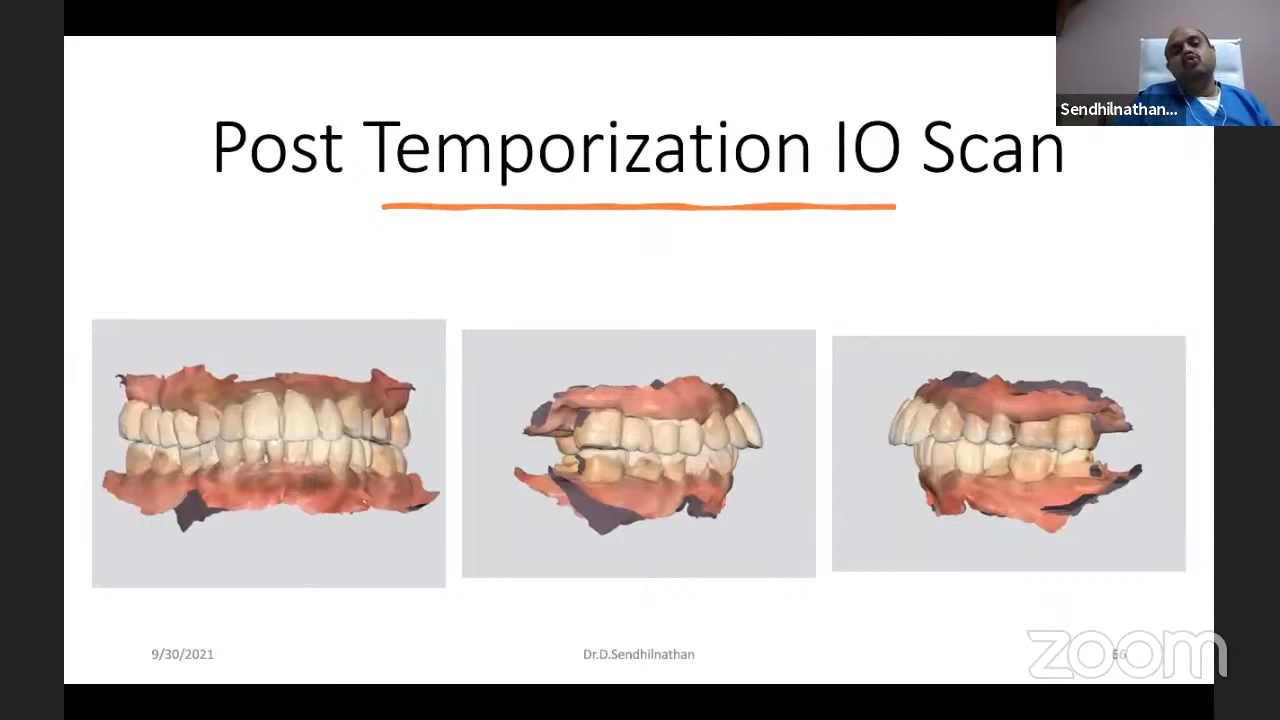 Sendhilnathan...
Post Temporization IO Scan
9/30/2021
Dr.D.Sendhilnathan
zoom